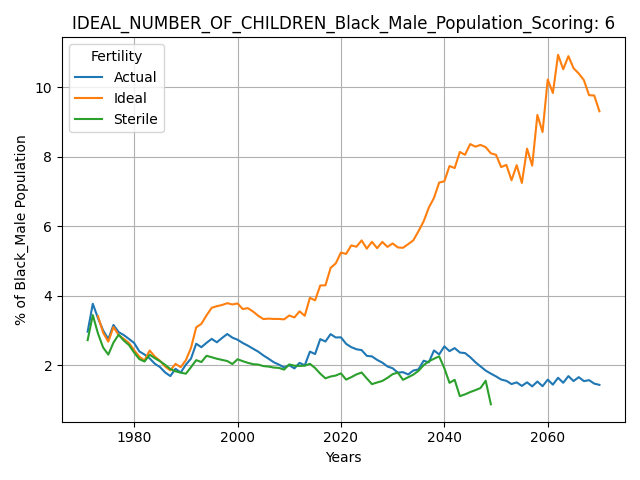 IDEAL_NUMBER_OF_CHILDREN_Black_Male_Population_Scoring: 6
Fertility
Actual
Ideal
Sterile
% of Black_Male Population
10
8
6
4
2
1980 2000 2020 2040 2060
Years